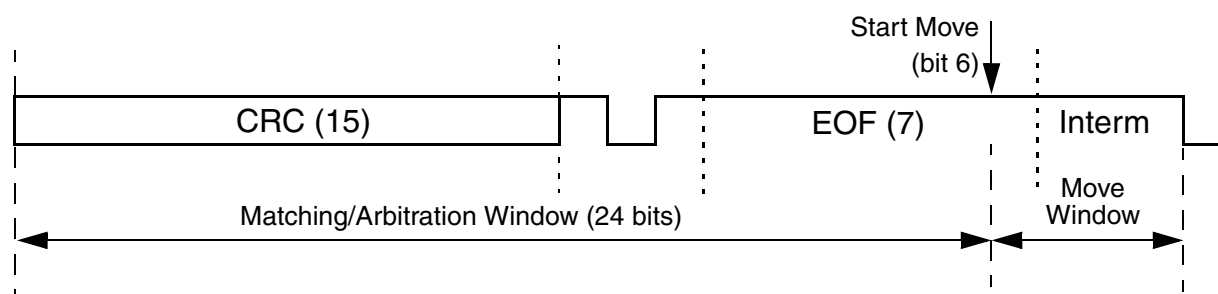 Start Move
(bit 6)
CRC (15)
EOF (7)
Interm
Matching/Arbitration Window (24 bits)
Move
Window